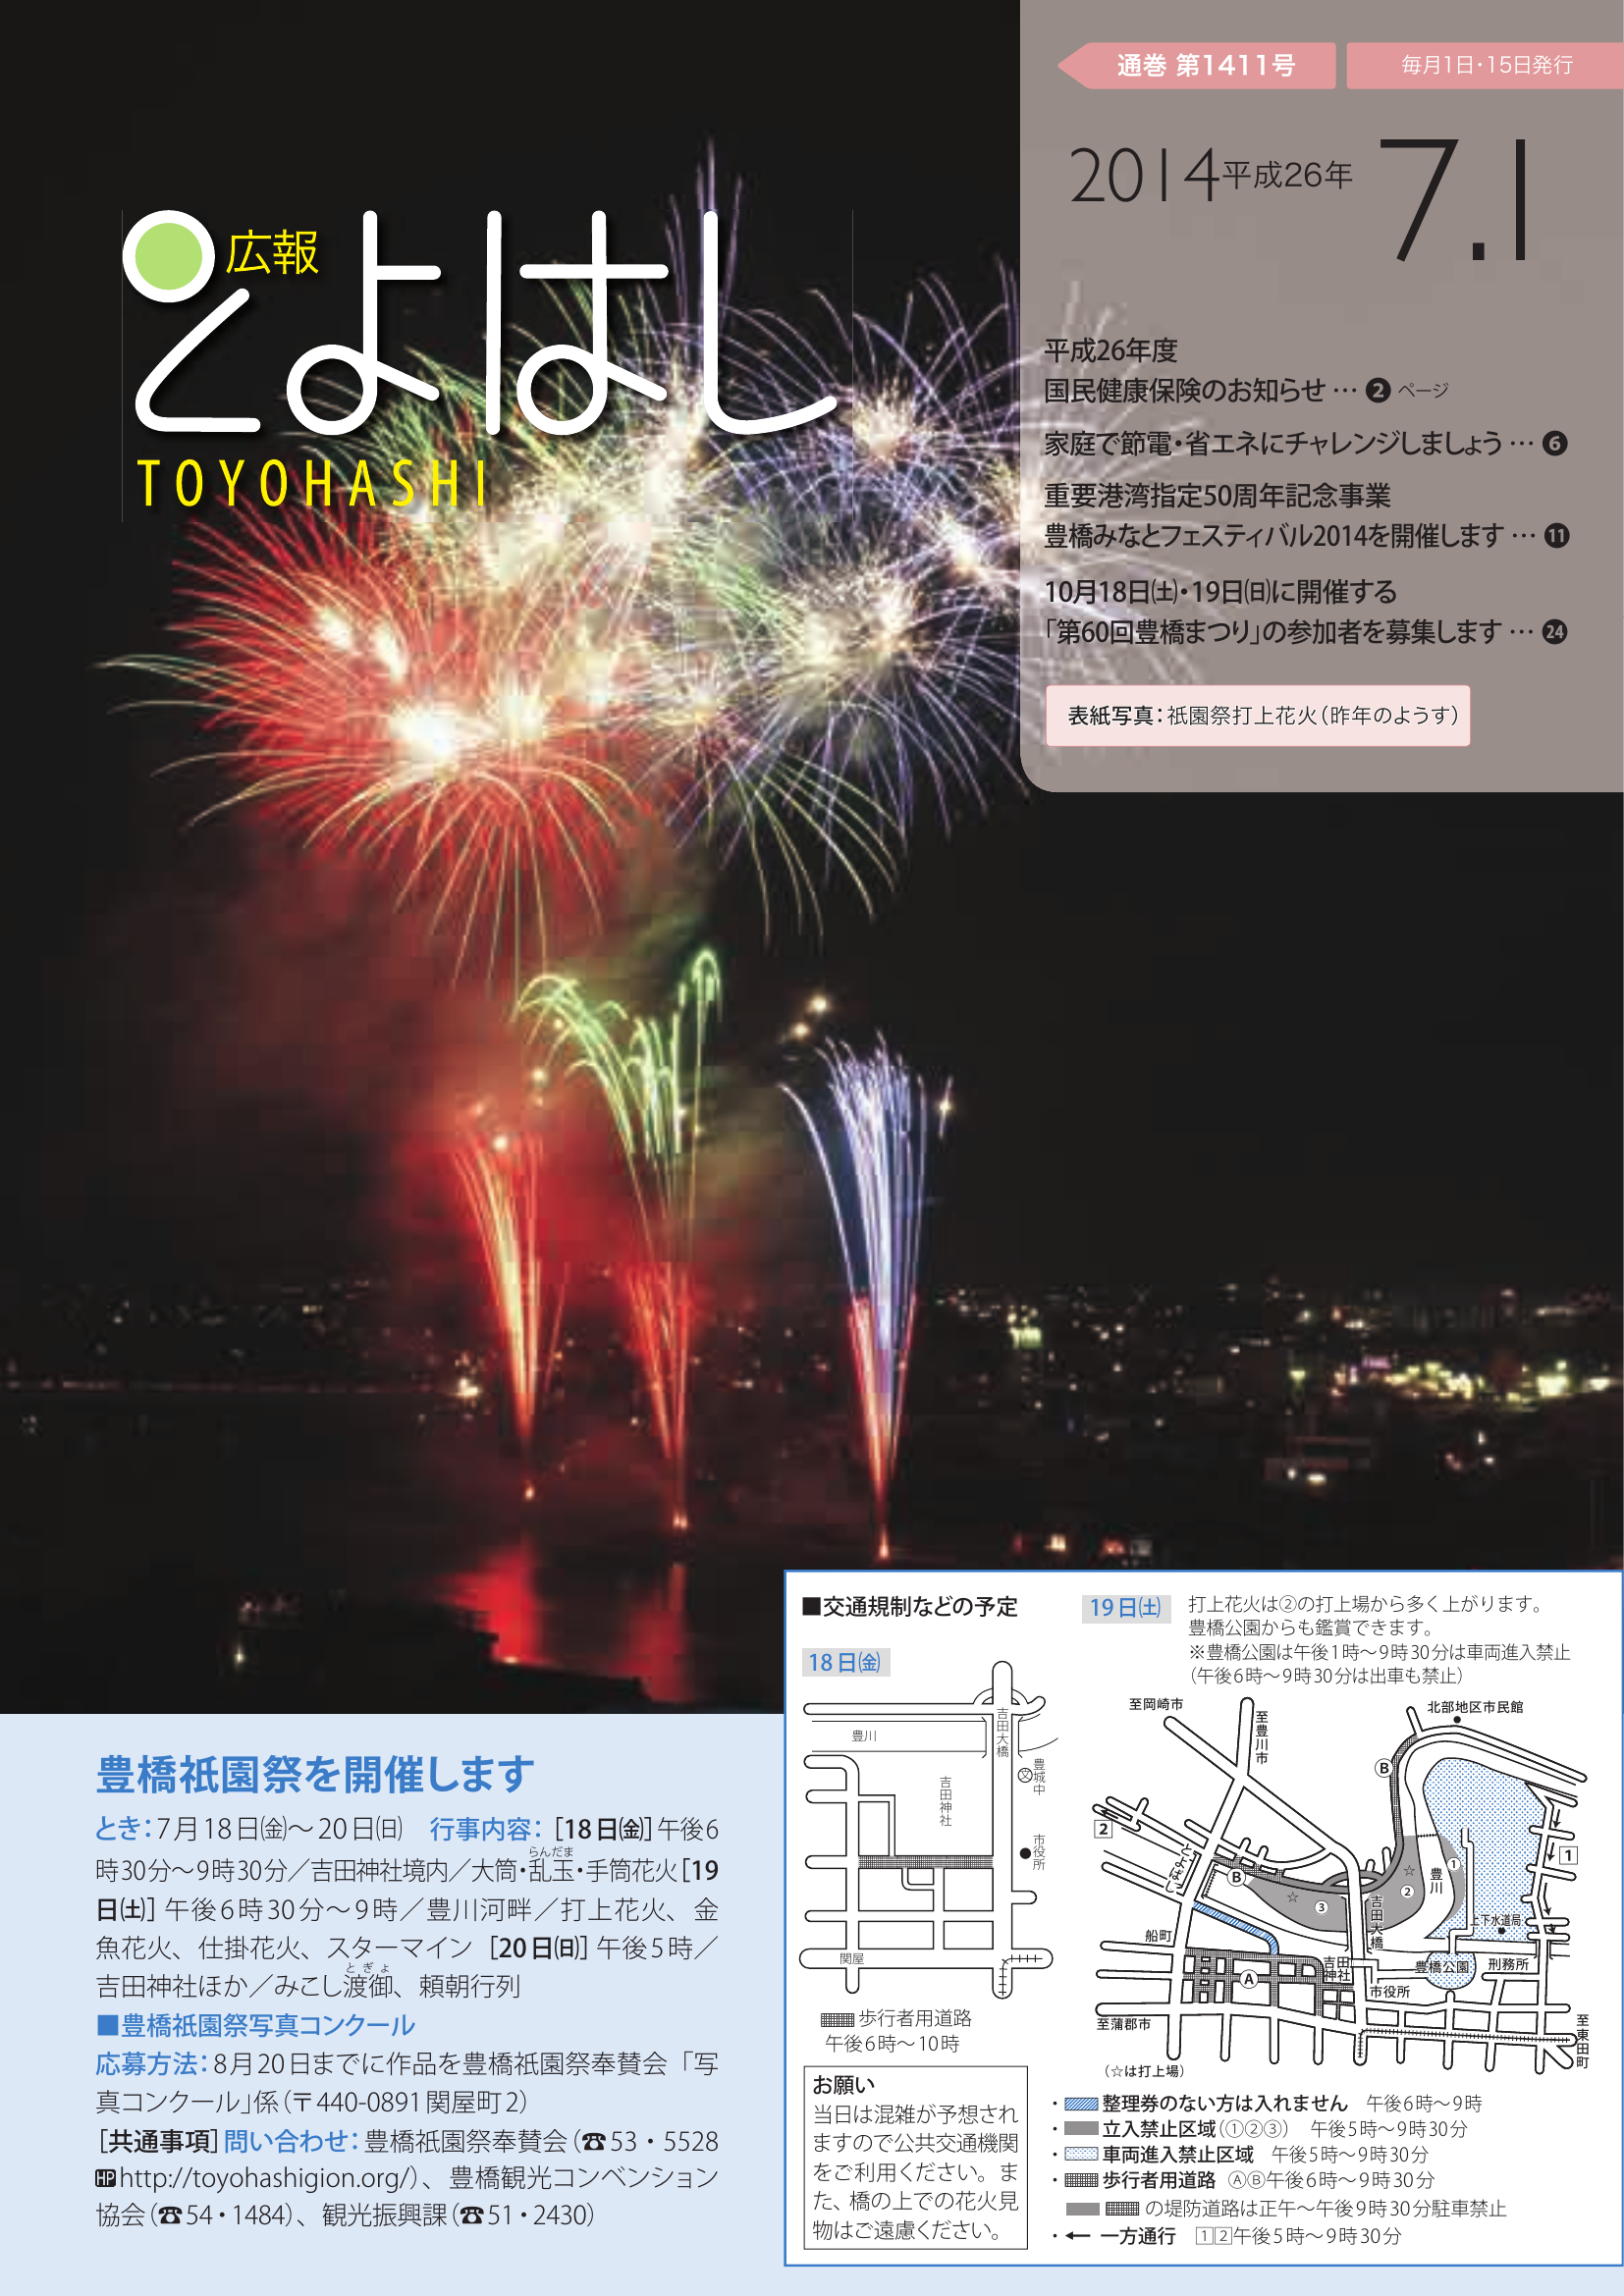 通巻 第1411号
毎月1日・15日発行
2014平成26年 7.1
広報
とよはし
TOYOHASHI
平成26年度
国民健康保険のお知らせ … ❷ ページ
家庭で節電・省エネにチャレンジしましょう … ❻
重要港湾指定50周年記念事業
豊橋みなとフェスティバル2014を開催します … ⓫
10月18日㈯・19日㈰に開催する
「第60回豊橋まつり」の参加者を募集します … ㉔
表紙写真：祇園祭打上花火（昨年のようす）
豊橋祇園祭を開催します
とき：7月18日㈮～20日㈰ 行事内容：［18日㈮］午後6
らんだま
時30分～9時30分／吉田神社境内／大筒・乱玉・手筒花火［19
日㈯］午後6時30分～9時／豊川河畔／打上花火、金
魚花火、仕掛花火、スターマイン［20日㈰］午後5時／
とぎょ
吉田神社ほか／みこし渡御、頼朝行列
■豊橋祇園祭写真コンクール
応募方法：8月20日までに作品を豊橋祇園祭奉賛会「写
真コンクール」係（〒440-0891関屋町2）
［共通事項］問い合わせ：豊橋祇園祭奉賛会（☎53・5528
HP http://toyohashigion.org/）、豊橋観光コンベンション
協会（☎54・1484）、観光振興課（☎51・2430）
■交通規制などの予定
18日㈮
豊川
吉田大橋
豊城中
文
吉田神社
市役所
関屋
歩行者用道路
午後6時～10時
お願い
当日は混雑が予想され
ますので公共交通機関
をご利用ください。ま
た、橋の上での花火見
物はご遠慮ください。
19日㈯
打上花火は②の打上場から多く上がります。
豊橋公園からも鑑賞できます。
※豊橋公園は午後1時～9時30分は車両進入禁止
（午後6時～9時30分は出車も禁止）
至岡崎市
至豊川市
北部地区市民館
Ⓑ
2
1
とよばし
Ⓑ
☆
☆
①
②
③
豊川
吉田大橋
上下水道局
船町
吉田神社
豊橋公園
刑務所
Ⓐ
市役所
至蒲郡市
至東田町
（☆は打上場）
・整理券のない方は入れません 午後6時～9時
・立入禁止区域（①②③） 午後5時～9時30分
・車両進入禁止区域 午後5時～9時30分
・歩行者用道路 ⒶⒷ午後6時～9時30分
の堤防道路は正午～午後9時30分駐車禁止
・← 一方通行 12午後5時～9時30分